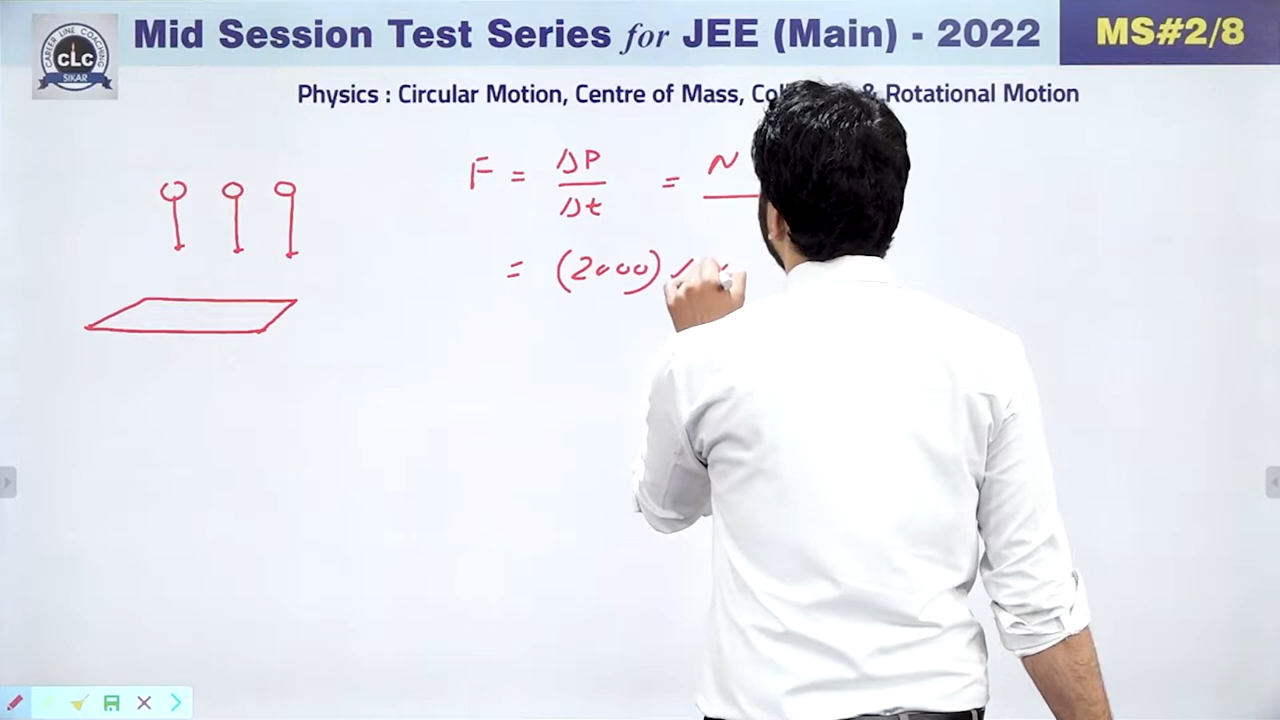 CAREER LINE COACHING
CLC
SIKAR
Mid Session Test Series for JEE (Main) - 2022
MS#2/8
Physics : Circular Motion, Centre of Mass, & Rotational Motion
F = ΔP / Δt = N
= (2000)